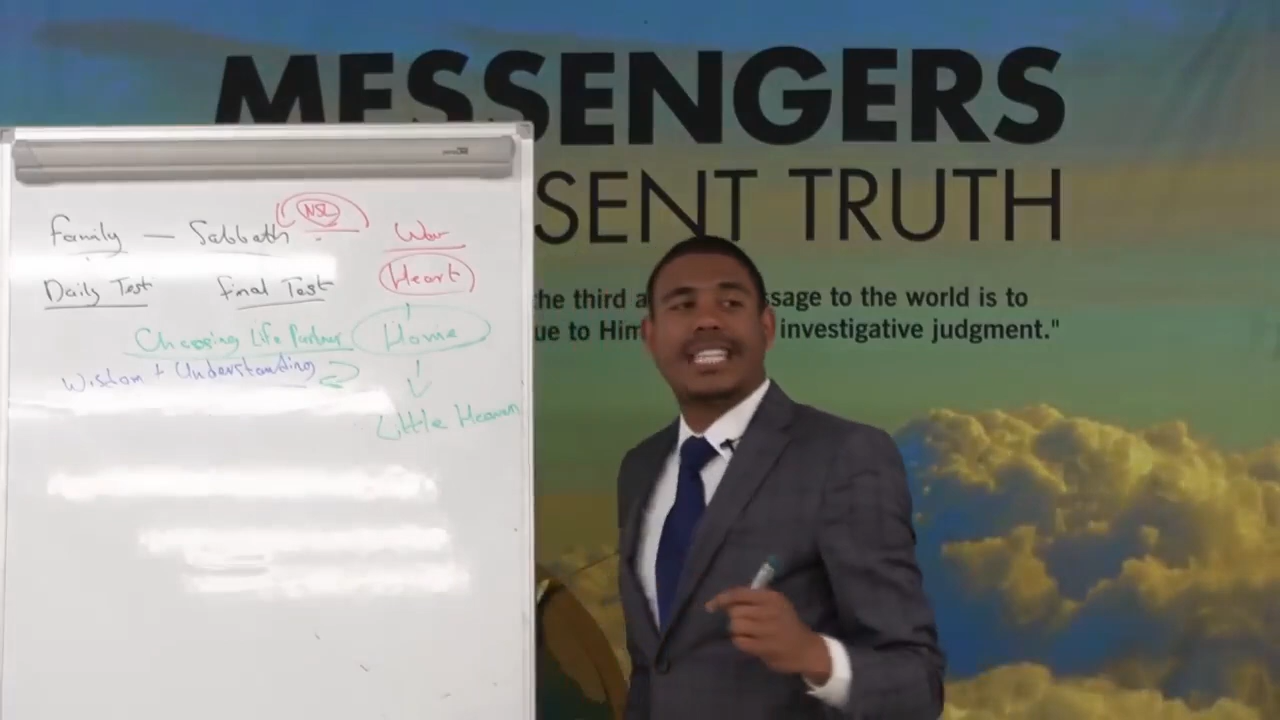 MESSENGERS
SENT TRUTH
he third a ssage to the world is to
ue to Him investigative judgment."
NSL
Family — Sabbath War
Daily Test Final Test Heart
Choosing Life Partner Home
Wisdom + Understanding
Little Heaven